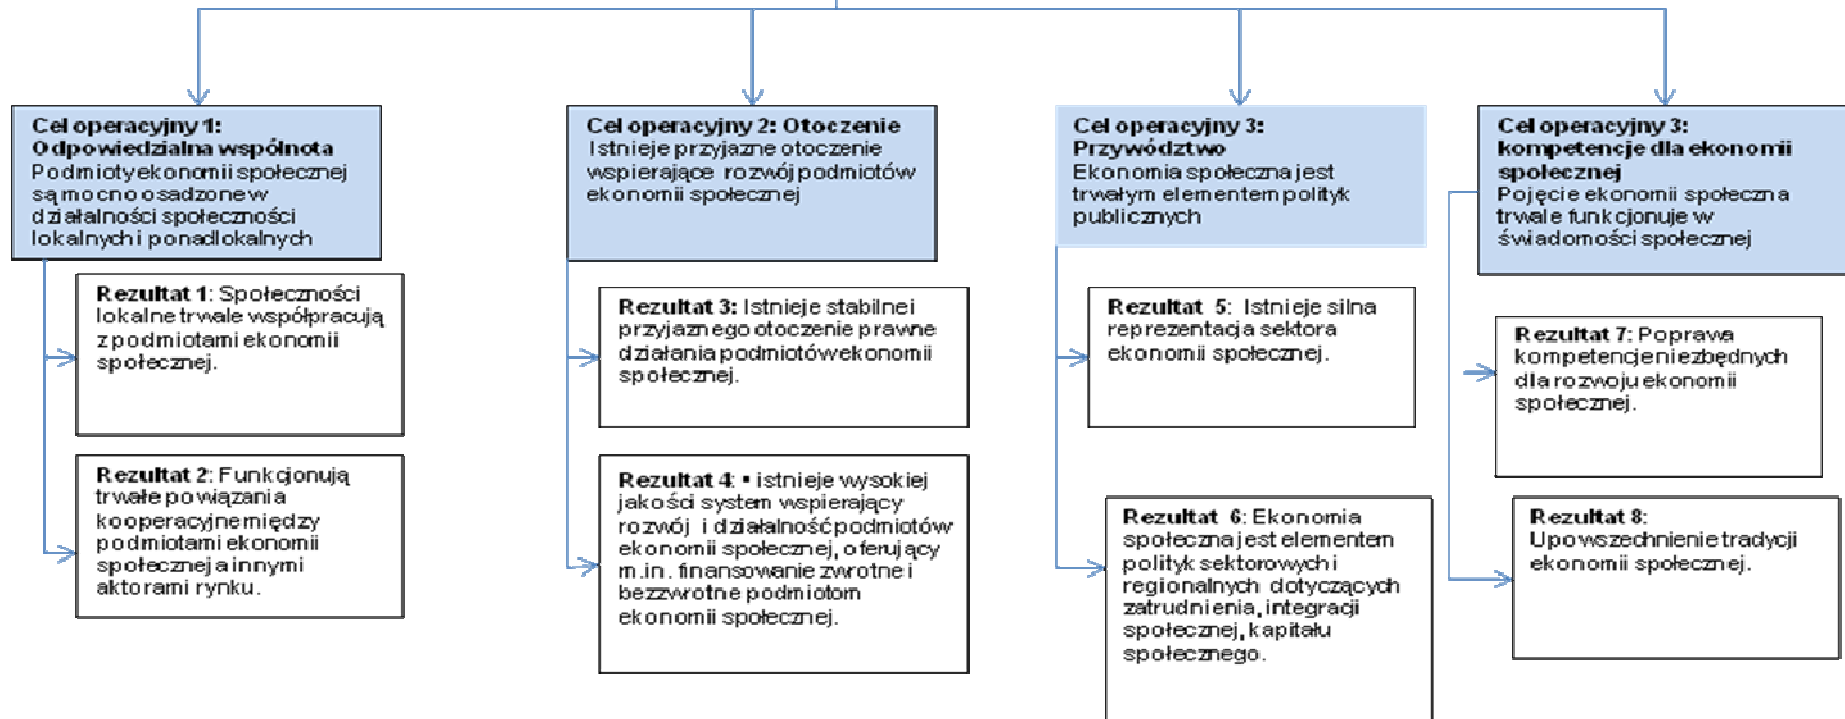 Cel operacyjny 1:
Odpowiedzialna wspólnota
Podmioty ekonomii społecznej
są mocno osadzone w
działalności społeczności
lokalnych i ponadlokalnych
Rezultat 1: Społeczności
lokalne trwale współpracują
z podmiotami ekonomii
społecznej.
Rezultat 2: Funkcjonują
trwałe powiązania
kooperacyjne między
podmiotami ekonomii
społecznej a innymi
aktorami rynku.
Cel operacyjny 2: Otoczenie
Istnieje przyjazne otoczenie
wspierające rozwój podmiotów
ekonomii społecznej
Rezultat 3: Istnieje stabilne i
przyjaznego otoczenie prawne
działania podmiotów ekonomii
społecznej.
Rezultat 4: ▪ istnieje wysokiej
jakości system wspierający
rozwój i działalność podmiotów
ekonomii społecznej, oferujący
m.in. finansowanie zwrotne i
bezzwrotne podmiotom
ekonomii społecznej.
Cel operacyjny 3:
Przywództwo
Ekonomia społeczna jest
trwałym elementem polityk
publicznych
Rezultat 5: Istnieje silna
reprezentacja sektora
ekonomii społecznej.
Rezultat 6: Ekonomia
społeczna jest elementem
polityk sektorowych i
regionalnych dotyczących
zatrudnienia, integracji
społecznej, kapitału
społecznego.
Cel operacyjny 3:
kompetencje dla ekonomii
społecznej
Pojęcie ekonomii społeczna
trwale funkcjonuje w
świadomości społecznej
Rezultat 7: Poprawa
kompetencje niezbędnych
dla rozwoju ekonomii
społecznej.
Rezultat 8:
Upowszechnienie tradycji
ekonomii społecznej.